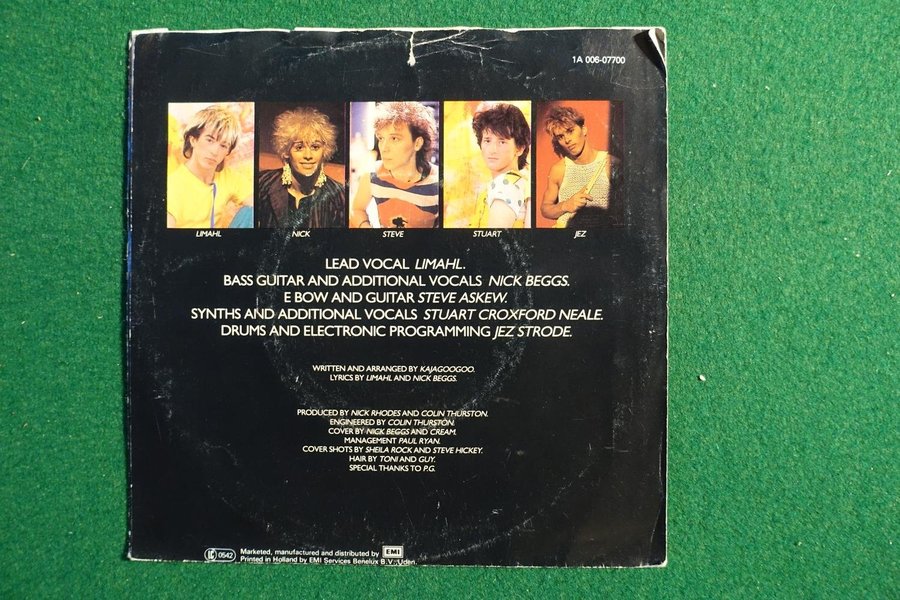 1A 006-07700
LIMAHL NICK STEVE STUART JEZ
LEAD VOCAL LIMAHL.
BASS GUITAR AND ADDITIONAL VOCALS NICK BEGGS.
E BOW AND GUITAR STEVE ASKEW.
SYNTHS AND ADDITIONAL VOCALS STUART CROXFORD NEALE.
DRUMS AND ELECTRONIC PROGRAMMING JEZ STRODE.
WRITTEN AND ARRANGED BY KAJAGOOGOO.
LYRICS BY LIMAHL AND NICK BEGGS.
PRODUCED BY NICK RHODES AND COLIN THURSTON.
ENGINEERED BY COLIN THURSTON.
COVER BY NICK BEGGS AND CREAM.
MANAGEMENT PAUL RYAN.
COVER SHOTS BY SHEILA ROCK AND STEVE HICKEY.
HAIR BY TONI AND GUY.
SPECIAL THANKS TO P.G.
0542 Marketed, manufactured and distributed by EMI
Printed in Holland by EMI Services Benelux B.V., Uden.